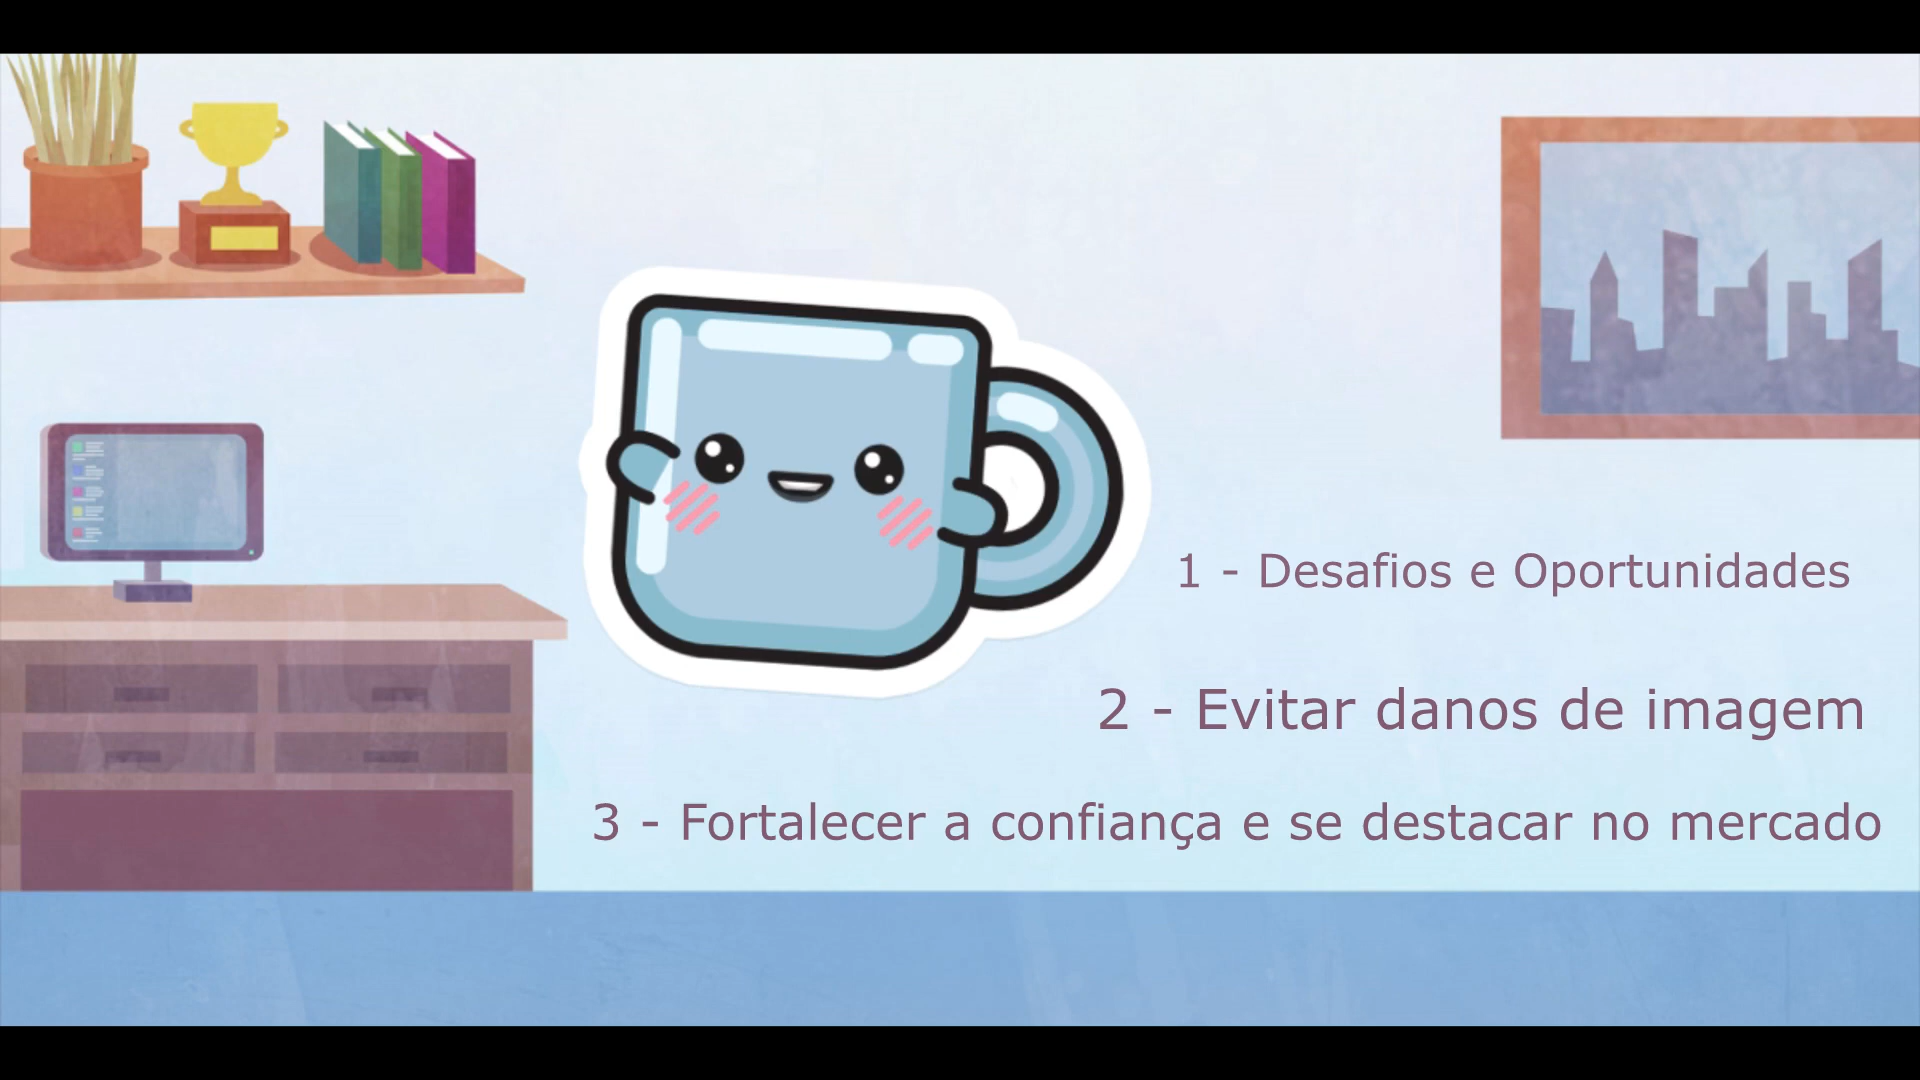 1 - Desafios e Oportunidades
2 - Evitar danos de imagem
3 - Fortalecer a confiança e se destacar no mercado